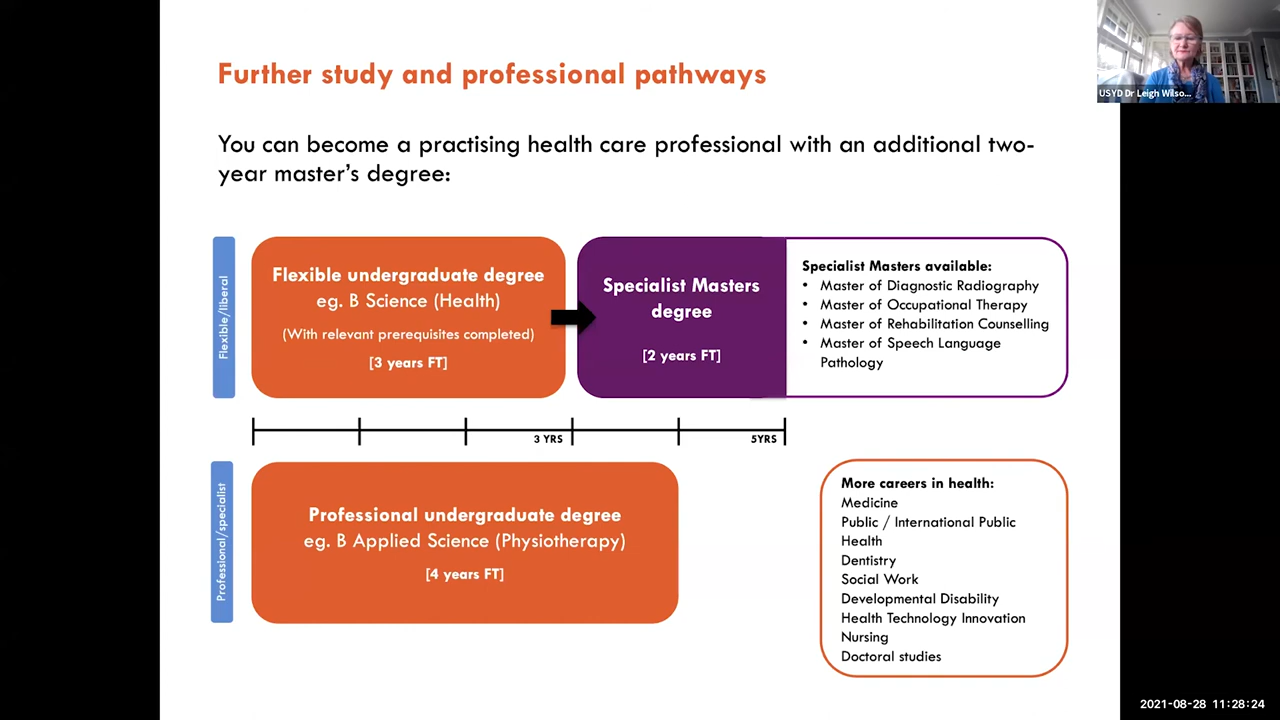 Further study and professional pathways
USYD Dr Leigh Wilso...
You can become a practising health care professional with an additional two-
year master's degree:
Flexible/liberal
Flexible undergraduate degree
eg. B Science (Health)
(With relevant prerequisites completed)
[3 years FT]
Specialist Masters
degree
[2 years FT]
Specialist Masters available:
• Master of Diagnostic Radiography
• Master of Occupational Therapy
• Master of Rehabilitation Counselling
• Master of Speech Language
Pathology
3 YRS
5YRS
Professional/specialist
Professional undergraduate degree
eg. B Applied Science (Physiotherapy)
[4 years FT]
More careers in health:
Medicine
Public / International Public
Health
Dentistry
Social Work
Developmental Disability
Health Technology Innovation
Nursing
Doctoral studies
2021-08-28 11:28:24